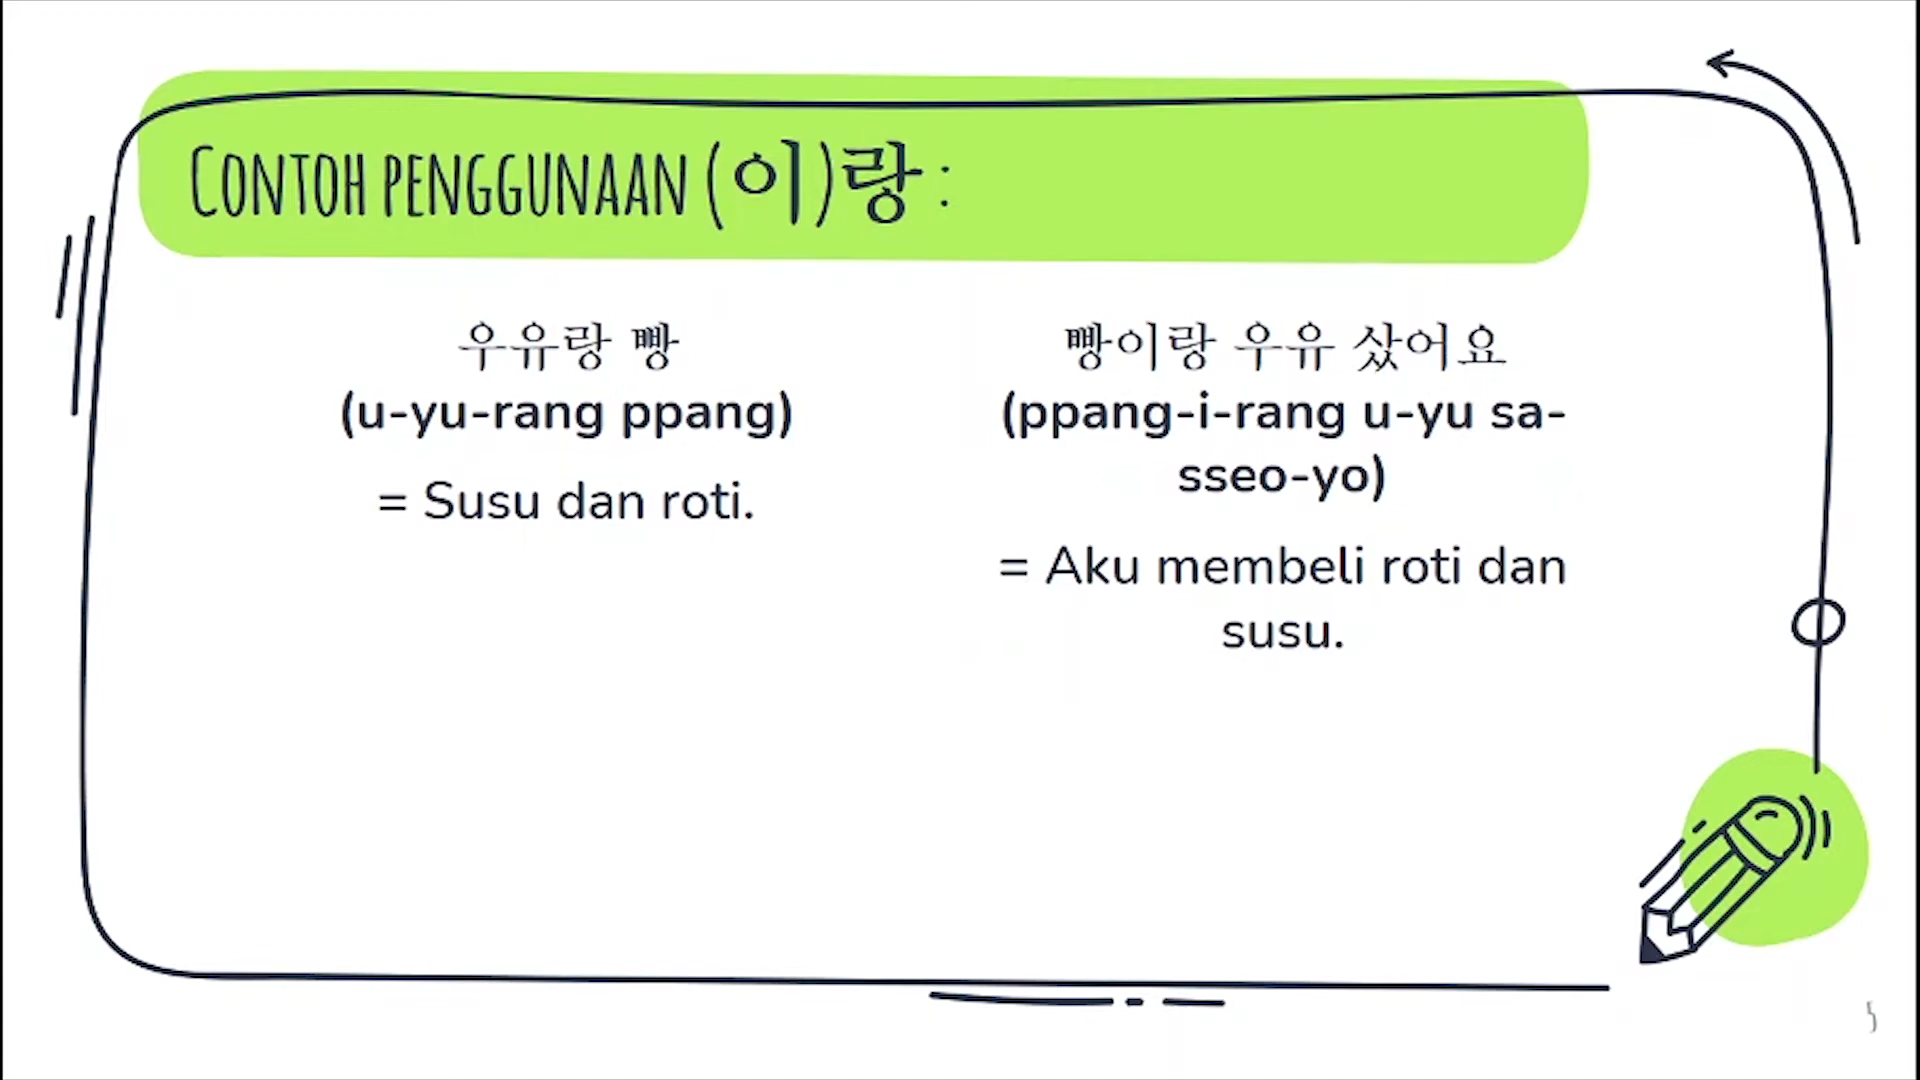 CONTOH PENGGUNAAN (이)랑 :
우유랑 빵
(u-yu-rang ppang)
= Susu dan roti.
빵이랑 우유 샀어요
(ppang-i-rang u-yu sa-
sseo-yo)
= Aku membeli roti dan
susu.
5